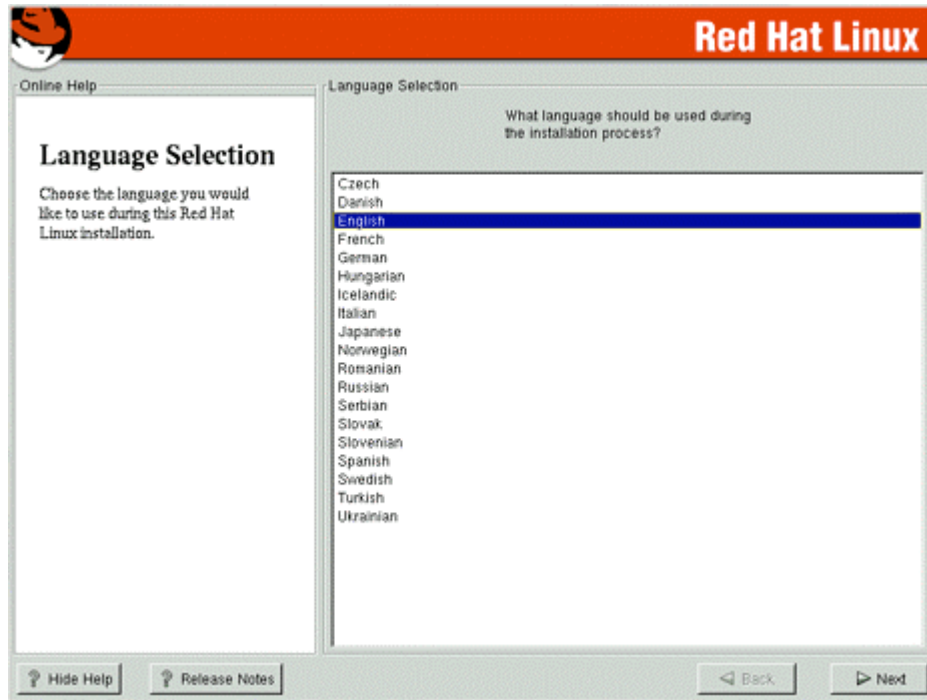 Red Hat Linux
Online Help
Language Selection
Choose the language you would
like to use during this Red Hat
Linux installation.
Language Selection
What language should be used during
the installation process?
Czech
Danish
English
French
German
Hungarian
Icelandic
Italian
Japanese
Norwegian
Romanian
Russian
Serbian
Slovak
Slovenian
Spanish
Swedish
Turkish
Ukrainian
? Hide Help
? Release Notes
Back
Next